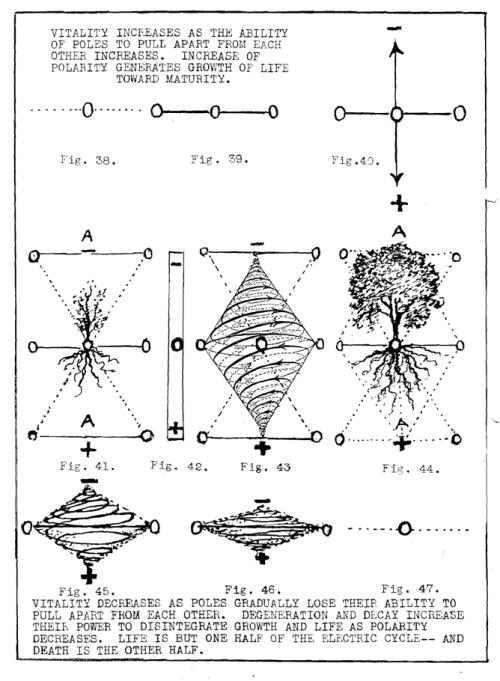 VITALITY INCREASES AS THE ABILITY
OF POLES TO PULL APART FROM EACH
OTHER INCREASES. INCREASE OF
POLARITY GENERATES GROWTH OF LIFE
TOWARD MATURITY.
−
Fig. 38.
Fig. 39.
Fig.40.
+
A
−
A
+
−
+
−
+
A
A
+
Fig. 41.
Fig. 42.
Fig. 43
Fig. 44.
−
+
−
+
Fig. 45.
Fig. 46.
Fig. 47.
VITALITY DECREASES AS POLES GRADUALLY LOSE THEIR ABILITY TO
PULL APART FROM EACH OTHER. DEGENERATION AND DECAY INCREASE
THEIR POWER TO DISINTEGRATE GROWTH AND LIFE AS POLARITY
DECREASES. LIFE IS BUT ONE HALF OF THE ELECTRIC CYCLE-- AND
DEATH IS THE OTHER HALF.